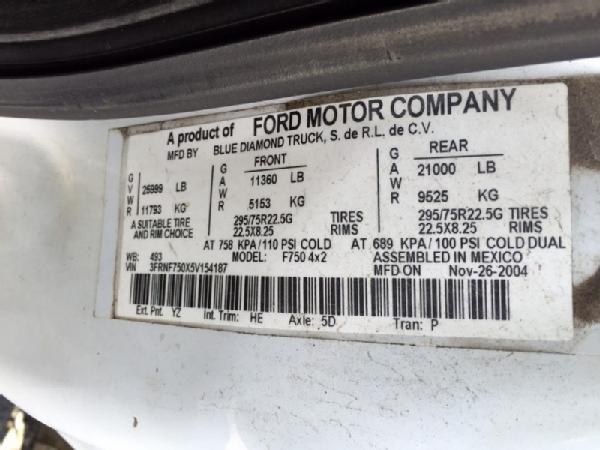 A product of FORD MOTOR COMPANY
MFD BY BLUE DIAMOND TRUCK, S. de R.L. de C.V.
GVWR 25999 LB 11793 KG
FRONT GAWR 11360 LB 5153 KG
REAR GAWR 21000 LB 9525 KG
A SUITABLE TIRE AND RIM CHOICE
295/75R22.5G TIRES
22.5X8.25 RIMS
295/75R22.5G TIRES
22.5X8.25 RIMS
AT 758 KPA/110 PSI COLD AT 689 KPA/100 PSI COLD DUAL
WB: 493 MODEL: F750 4x2 ASSEMBLED IN MEXICO
VIN 3FRNF750X5V154187 MFD ON Nov-26-2004
Ext. Pnt. YZ Int. Trim: HE Axle: 5D Tran: P